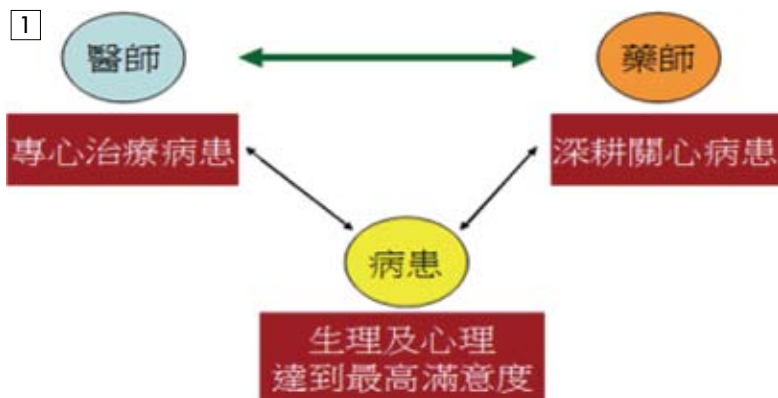 1
醫師
藥師
專心治療病患
深耕關心病患
病患
生理及心理
達到最高滿意度